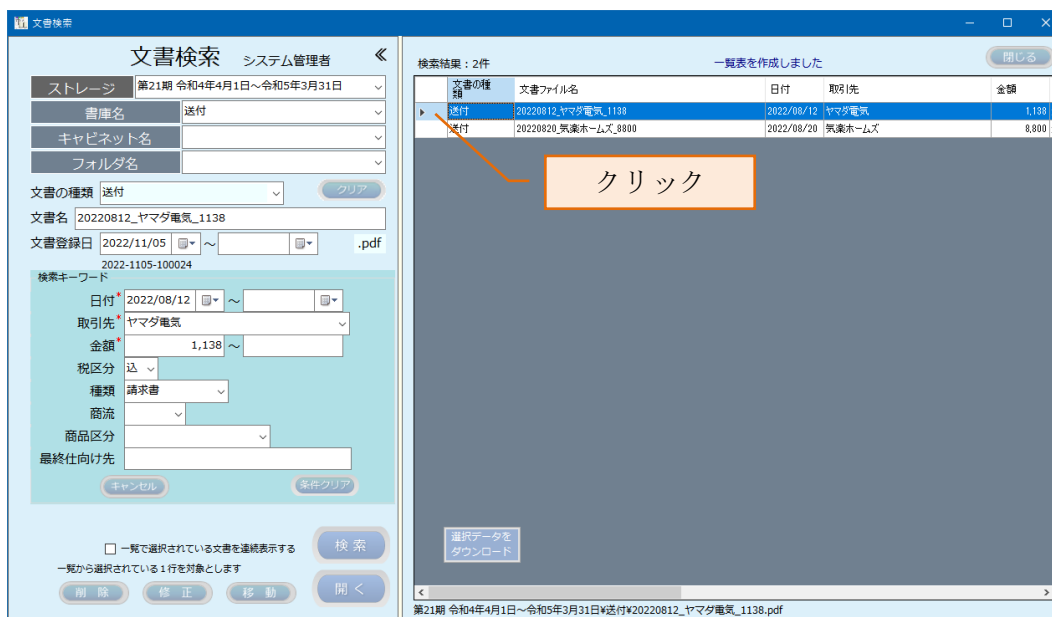 文書検索
文書検索 システム管理者 «
ストレージ 第21期 令和4年4月1日～令和5年3月31日
書庫名 送付
キャビネット名
フォルダ名
文書の種類 送付 クリア
文書名 20220812_ヤマダ電気_1138
文書登録日 2022/11/05 ～ .pdf
2022-1105-100024
検索キーワード
日付* 2022/08/12 ～
取引先* ヤマダ電気
金額* 1,138 ～
税区分 込
種類 請求書
商流
商品区分
最終仕向け先
キャンセル 条件クリア
一覧で選択されている文書を連続表示する
検 索
一覧から選択されている１行を対象とします
削 除 修 正 移 動 開 く
検索結果：2件 一覧表を作成しました 閉じる
文書の種類 文書ファイル名 日付 取引先 金額
送付 20220812_ヤマダ電気_1138 2022/08/12 ヤマダ電気 1,138
送付 20220820_気楽ホームズ_8800 2022/08/20 気楽ホームズ 8,800
クリック
選択データを
ダウンロード
第21期 令和4年4月1日～令和5年3月31日¥送付¥20220812_ヤマダ電気_1138.pdf